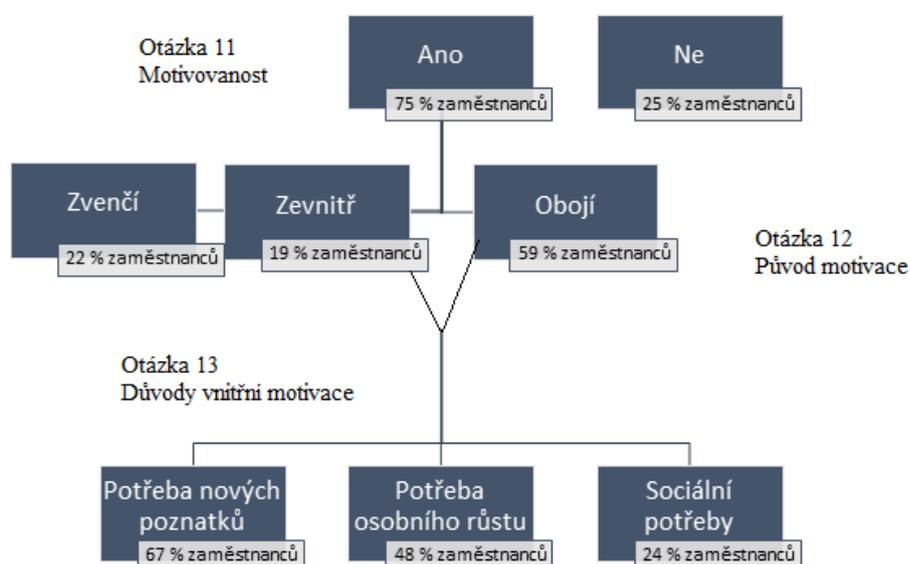 Otázka 11
Motivovanost
Ano
75 % zaměstnanců
Ne
25 % zaměstnanců
Zvenčí
22 % zaměstnanců
Zevnitř
19 % zaměstnanců
Obojí
59 % zaměstnanců
Otázka 12
Původ motivace
Otázka 13
Důvody vnitřní motivace
Potřeba nových
poznatků
67 % zaměstnanců
Potřeba
osobního růstu
48 % zaměstnanců
Sociální
potřeby
24 % zaměstnanců